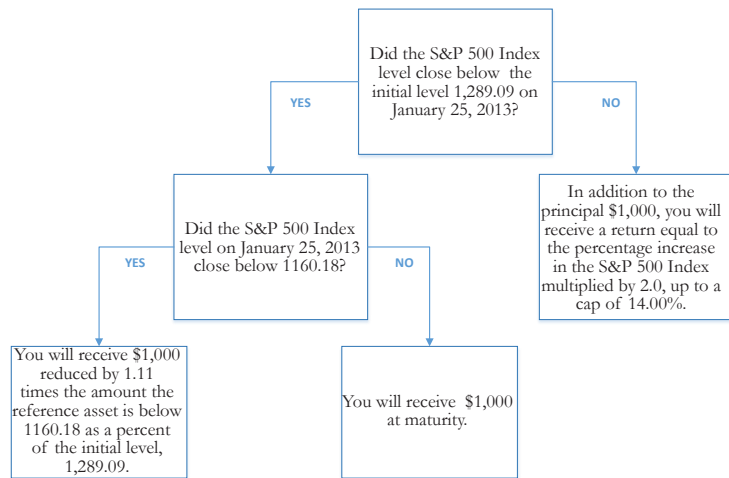 Did the S&P 500 Index
level close below the
initial level 1,289.09 on
January 25, 2013?
YES
NO
Did the S&P 500 Index
level on January 25, 2013
close below 1160.18?
In addition to the
principal $1,000, you will
receive a return equal to
the percentage increase
in the S&P 500 Index
multiplied by 2.0, up to a
cap of 14.00%.
YES
NO
You will receive $1,000
reduced by 1.11
times the amount the
reference asset is below
1160.18 as a percent
of the initial level,
1,289.09.
You will receive $1,000
at maturity.